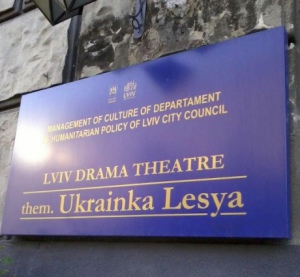 MANAGEMENT OF CULTURE OF DEPARTAMENT
HUMANITARIAN POLICY OF LVIV CITY COUNCIL
LVIV DRAMA THEATRE
them. Ukrainka Lesya